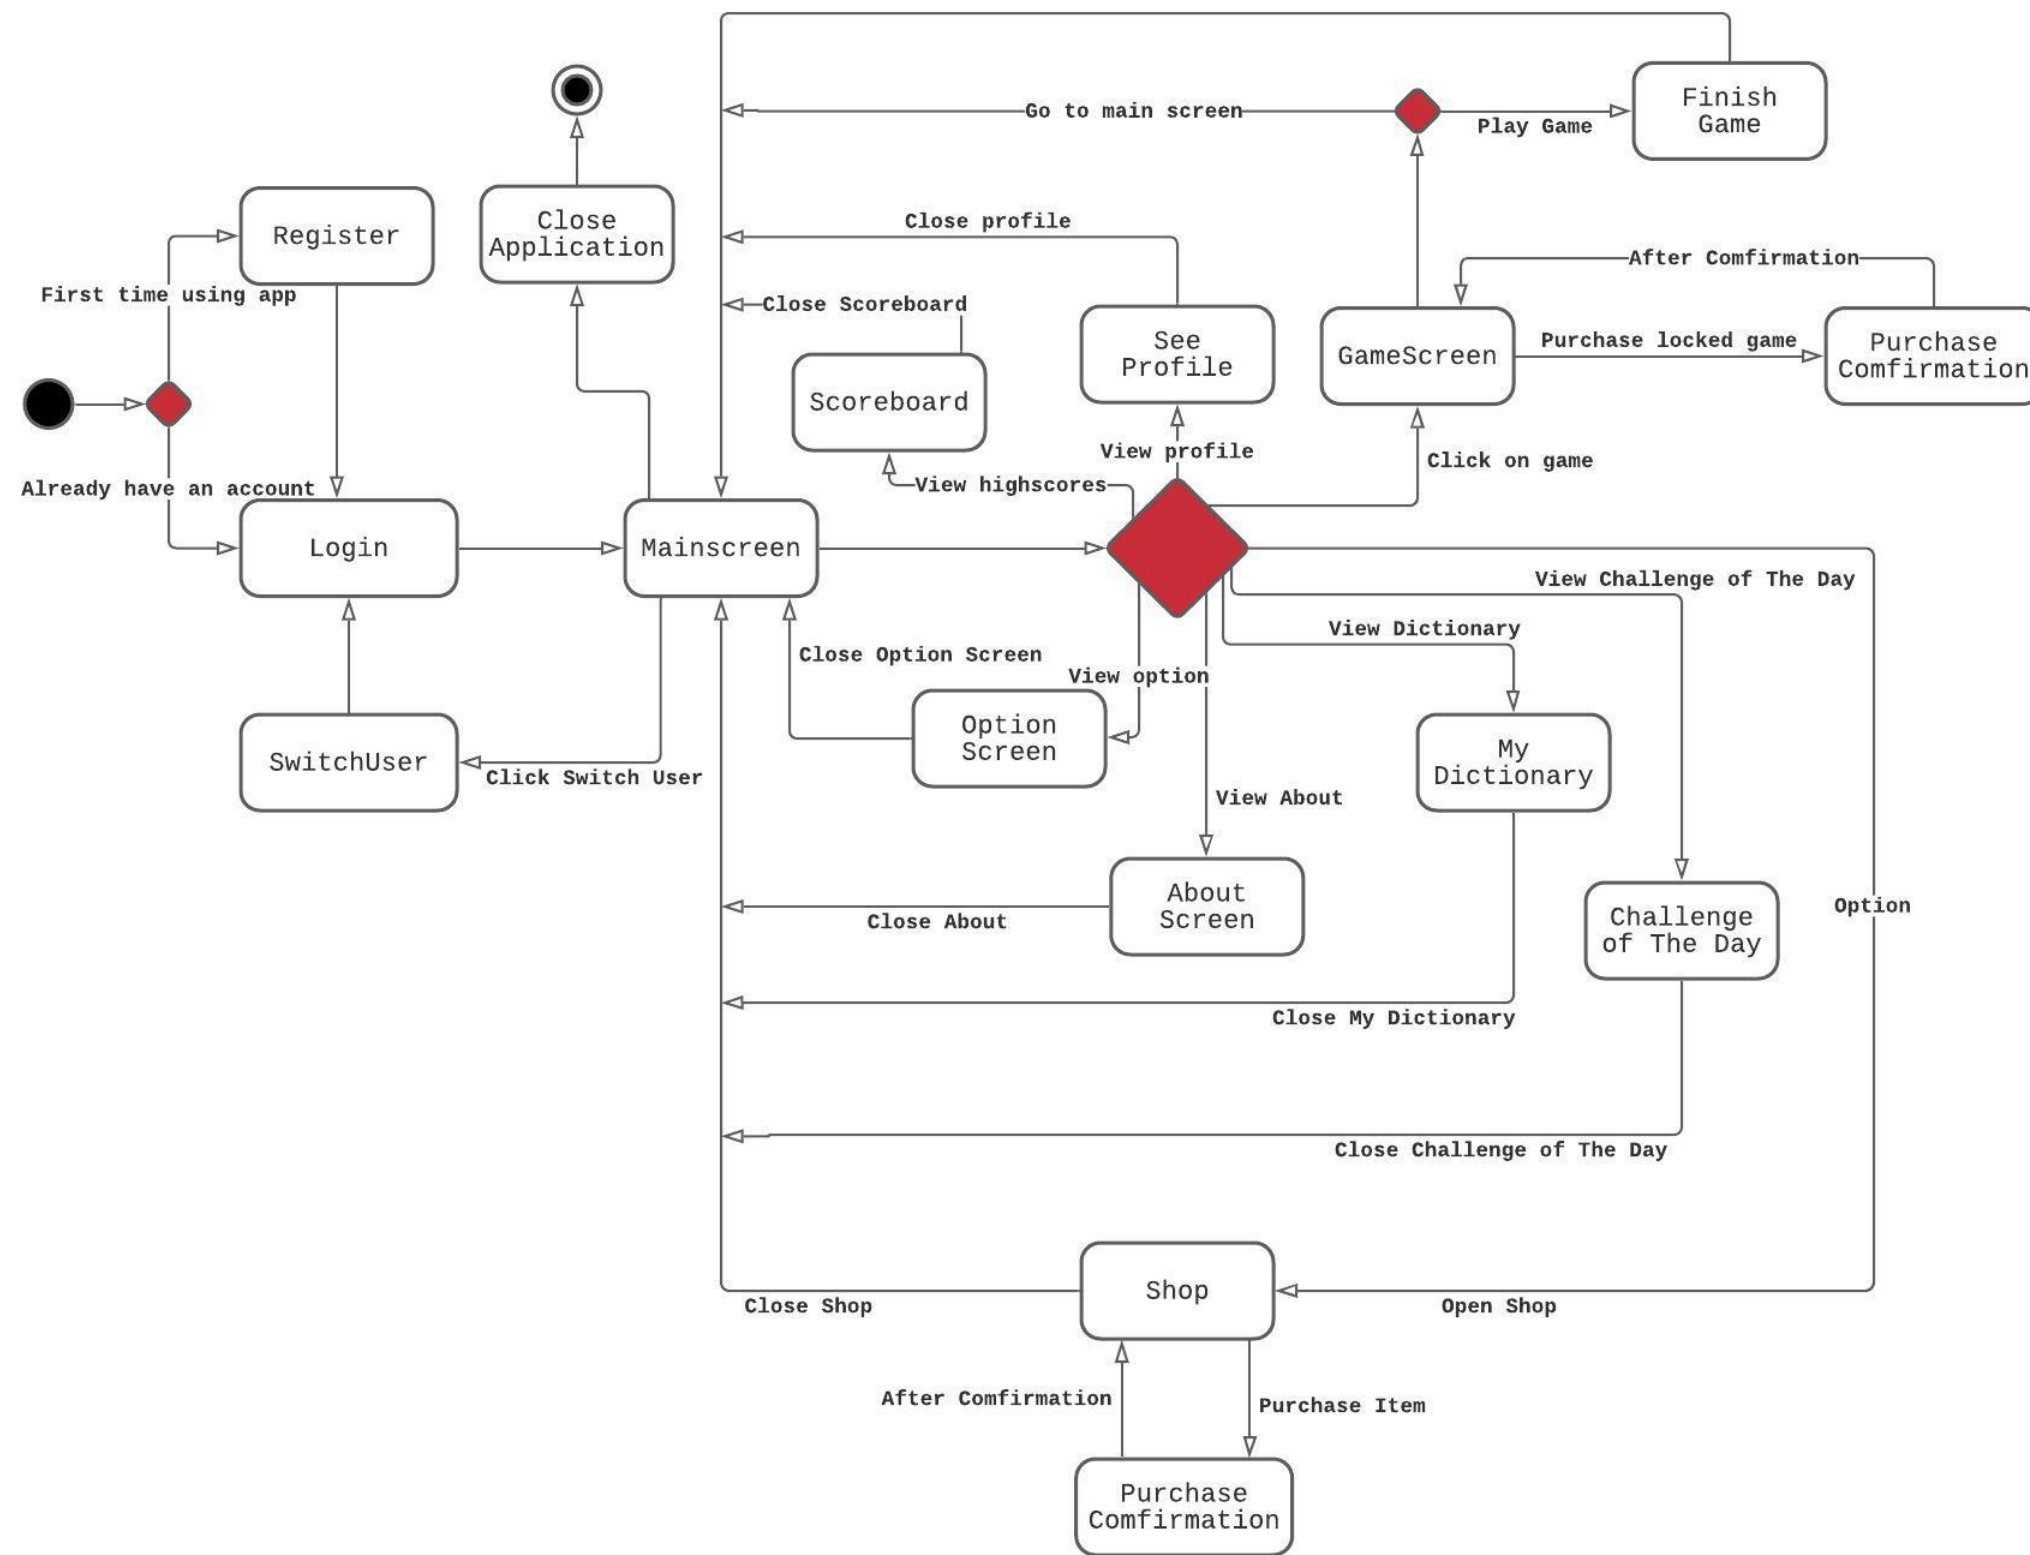 Finish
Game
Go to main screen
Play Game
Close
Application
Register
Close profile
After Comfirmation
First time using app
Close Scoreboard
See
Profile
GameScreen
Purchase locked game
Purchase
Comfirmation
Scoreboard
View profile
Click on game
Already have an account
View highscores
Login
Mainscreen
View Challenge of The Day
View Dictionary
Close Option Screen
View option
Option
Screen
My
Dictionary
SwitchUser
Click Switch User
View About
About
Screen
Close About
Challenge
of The Day
Option
Close My Dictionary
Close Challenge of The Day
Shop
Close Shop
Open Shop
After Comfirmation
Purchase Item
Purchase
Comfirmation